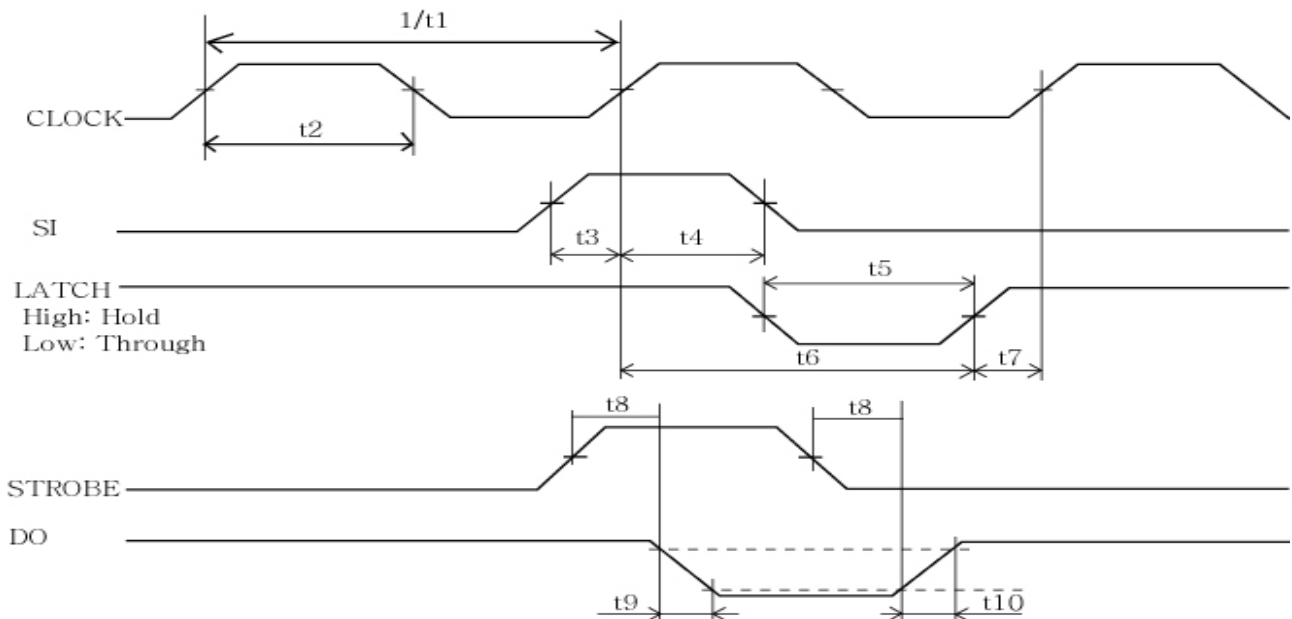 1/t1
CLOCK
t2
SI
t3
t4
t5
LATCH
High: Hold
Low: Through
t6
t7
t8
t8
STROBE
DO
t9
t10